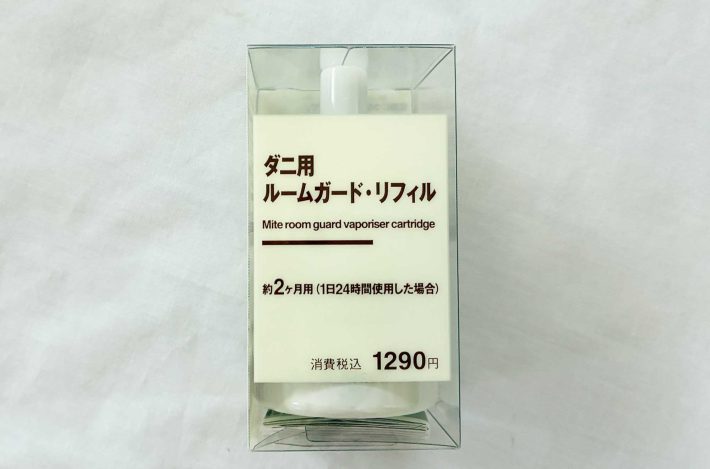 ダニ用
ルームガード・リフィル
Mite room guard vaporiser cartridge
約2ヶ月用（1日24時間使用した場合）
消費税込 1290円